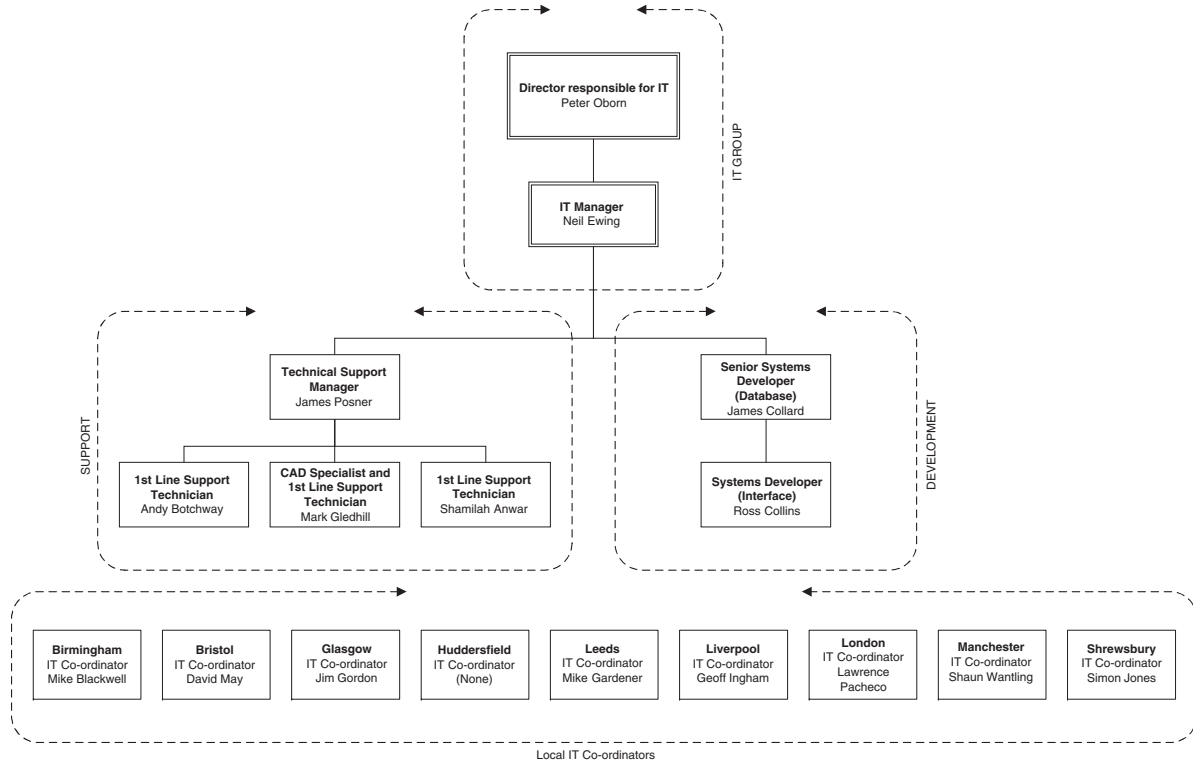 Director responsible for IT
Peter Oborn
IT GROUP
IT Manager
Neil Ewing
SUPPORT
Technical Support
Manager
James Posner
Senior Systems
Developer
(Database)
James Collard
DEVELOPMENT
1st Line Support
Technician
Andy Botchway
CAD Specialist and
1st Line Support
Technician
Mark Gledhill
1st Line Support
Technician
Shamilah Anwar
Systems Developer
(Interface)
Ross Collins
Birmingham
IT Co-ordinator
Mike Blackwell
Bristol
IT Co-ordinator
David May
Glasgow
IT Co-ordinator
Jim Gordon
Huddersfield
IT Co-ordinator
(None)
Leeds
IT Co-ordinator
Mike Gardener
Liverpool
IT Co-ordinator
Geoff Ingham
London
IT Co-ordinator
Lawrence
Pacheco
Manchester
IT Co-ordinator
Shaun Wantling
Shrewsbury
IT Co-ordinator
Simon Jones
Local IT Co-ordinators